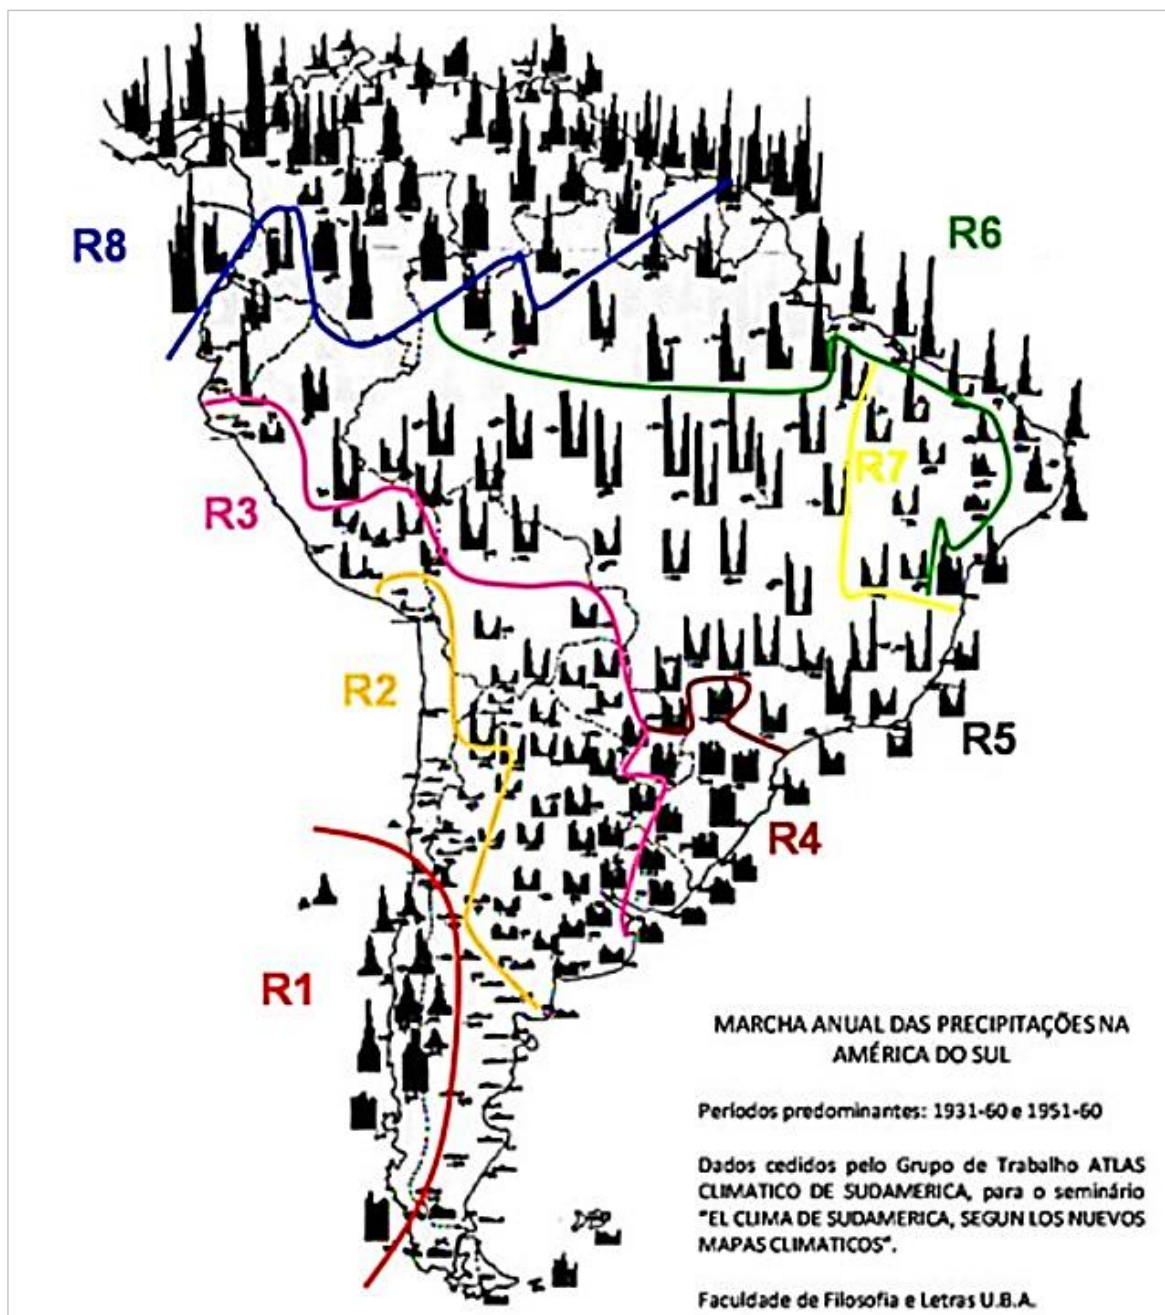 R8
R6
R7
R3
R2
R5
R4
R1
MARCHA ANUAL DAS PRECIPITAÇÕES NA
AMÉRICA DO SUL
Períodos predominantes: 1931-60 e 1951-60
Dados cedidos pelo Grupo de Trabalho ATLAS
CLIMATICO DE SUDAMERICA, para o seminário
"EL CLIMA DE SUDAMERICA, SEGUN LOS NUEVOS
MAPAS CLIMATICOS".
Faculdade de Filosofia e Letras U.B.A.